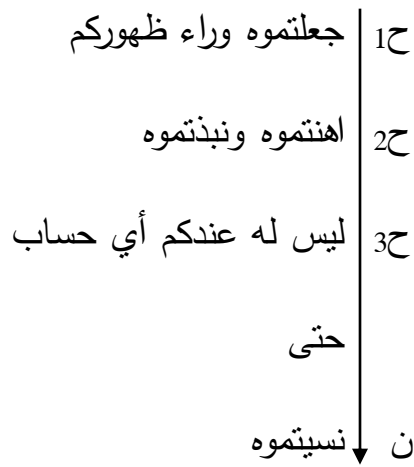 ح1 جعلتموه وراء ظهوركم
ح2 اهنتموه ونبذتموه
ح3 ليس له عندكم أي حساب
حتى
ن نسيتموه